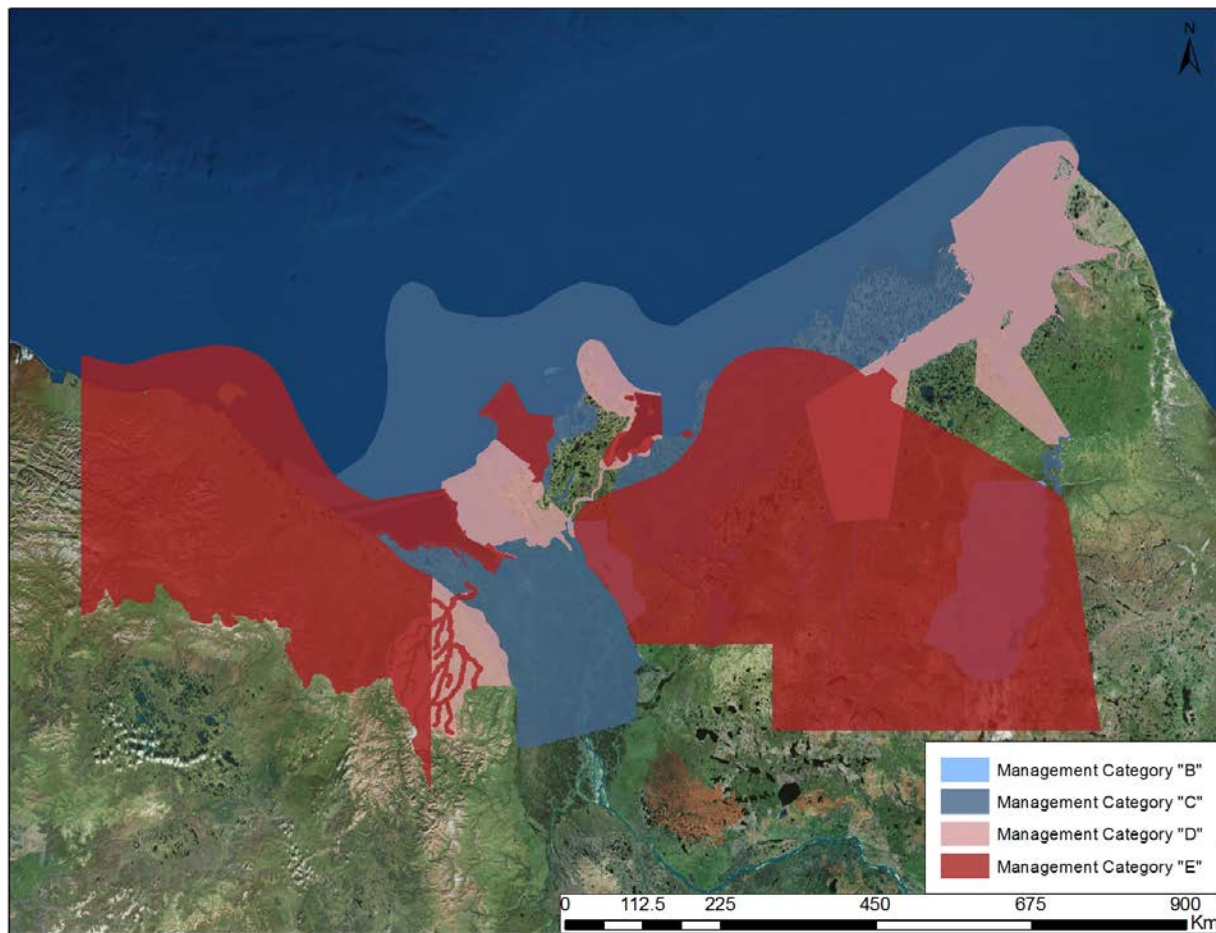 N
Management Category "B"
Management Category "C"
Management Category "D"
Management Category "E"
0 112.5 225 450 675 900
Km